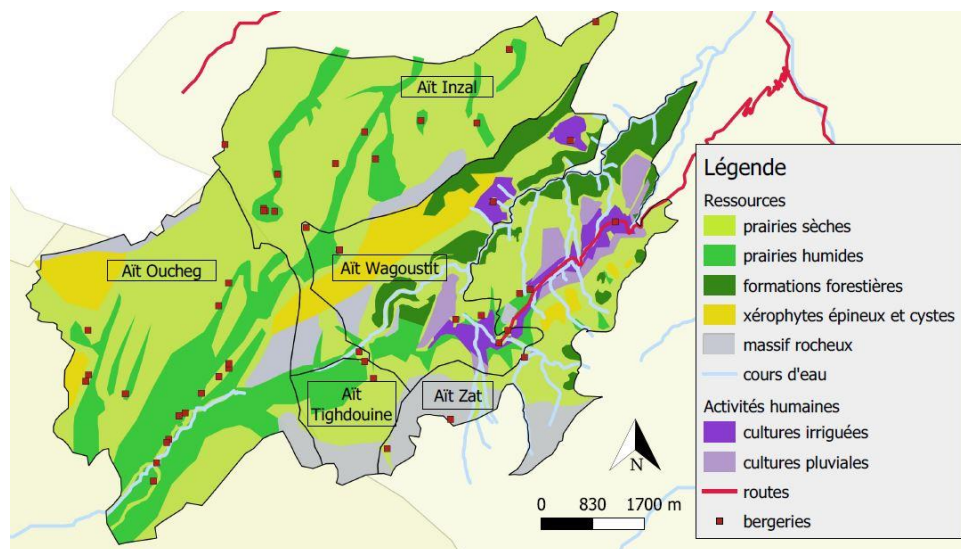 Aït Inzal
Aït Oucheg
Aït Wagoustit
Aït
Tighdouine
Aït Zat
N
0 830 1700 m
Légende
Ressources
prairies sèches
prairies humides
formations forestières
xérophytes épineux et cystes
massif rocheux
cours d'eau
Activités humaines
cultures irriguées
cultures pluviales
routes
bergeries